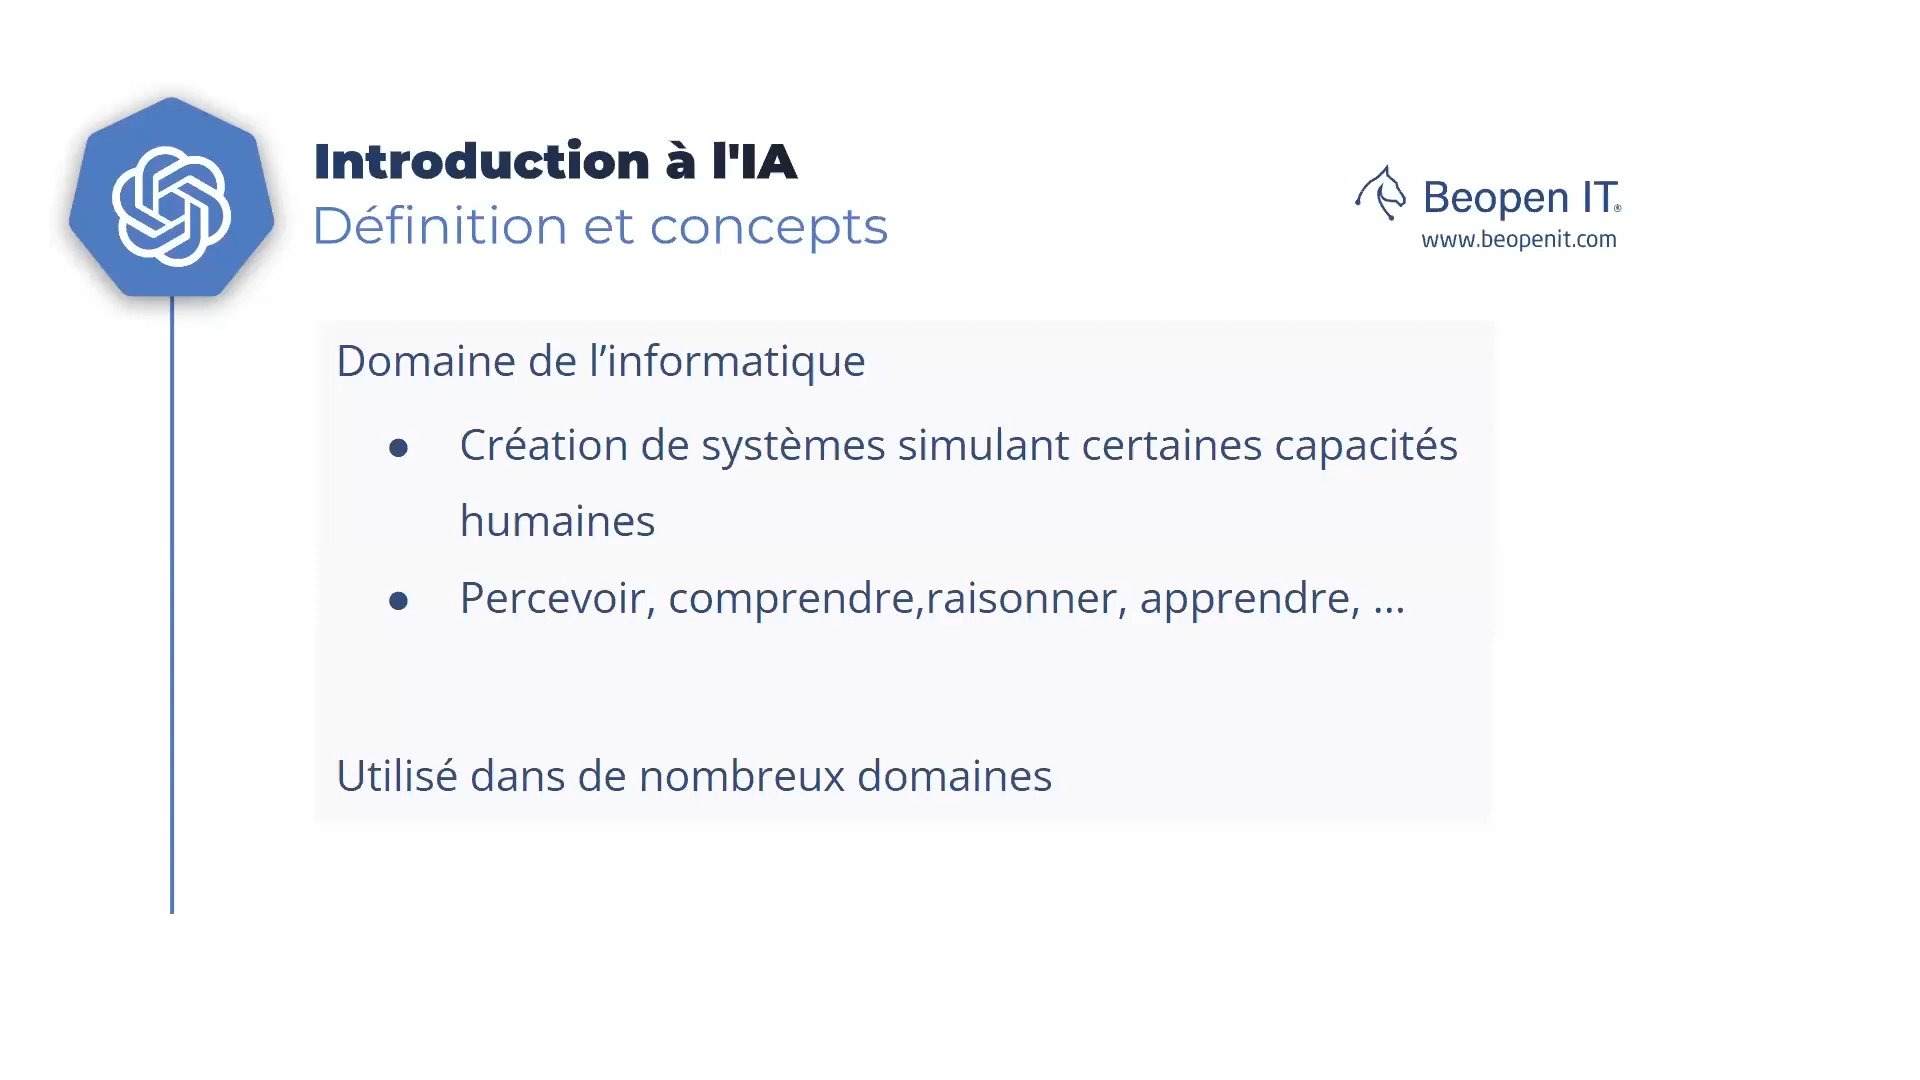 Introduction à l'IA
Définition et concepts
Beopen IT®
www.beopenit.com
Domaine de l’informatique
● Création de systèmes simulant certaines capacités
humaines
● Percevoir, comprendre,raisonner, apprendre, ...
Utilisé dans de nombreux domaines